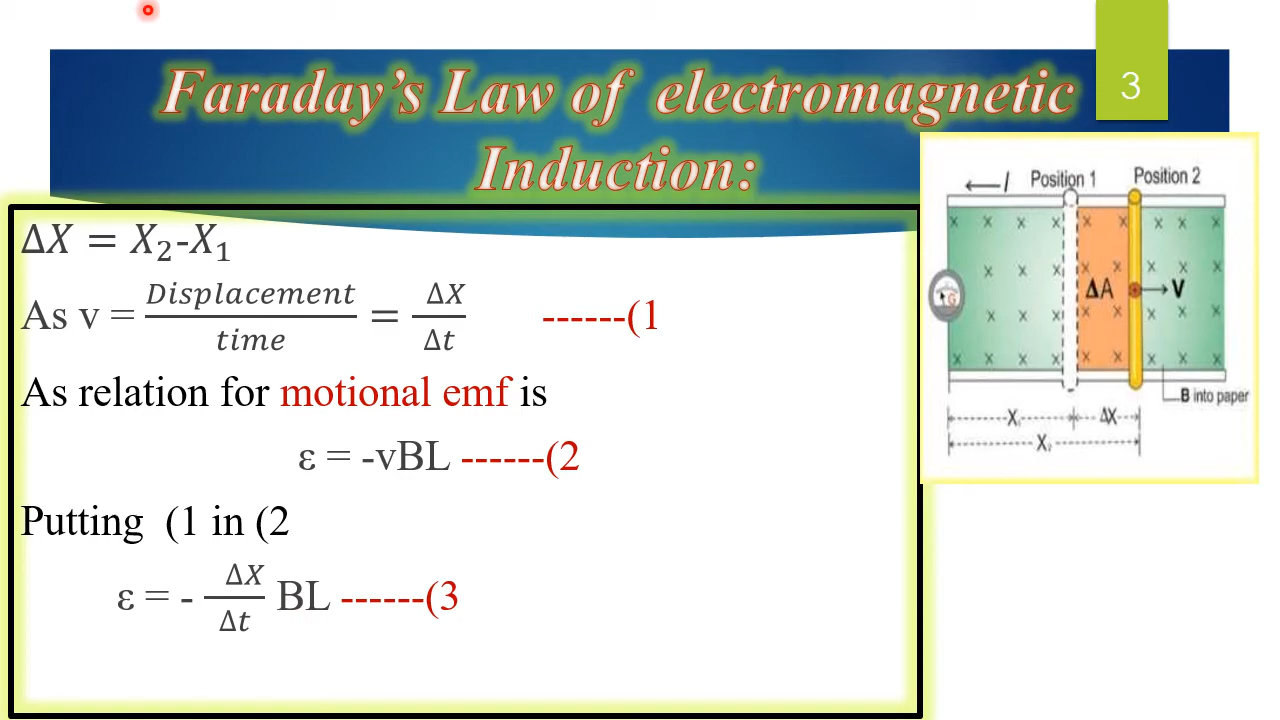 3
Faraday's Law of electromagnetic
Induction:
Δ𝑋 = 𝑋₂-𝑋₁
As v = 𝐷𝑖𝑠𝑝𝑙𝑎𝑐𝑒𝑚𝑒𝑛𝑡/𝑡𝑖𝑚𝑒 = Δ𝑋/Δ𝑡 ------(1
As relation for motional emf is
ε = -vBL ------(2
Putting (1 in (2
ε = - Δ𝑋/Δ𝑡 BL ------(3
I Position 1 Position 2
G ΔA V
B into paper
X₁ ΔX
X₂